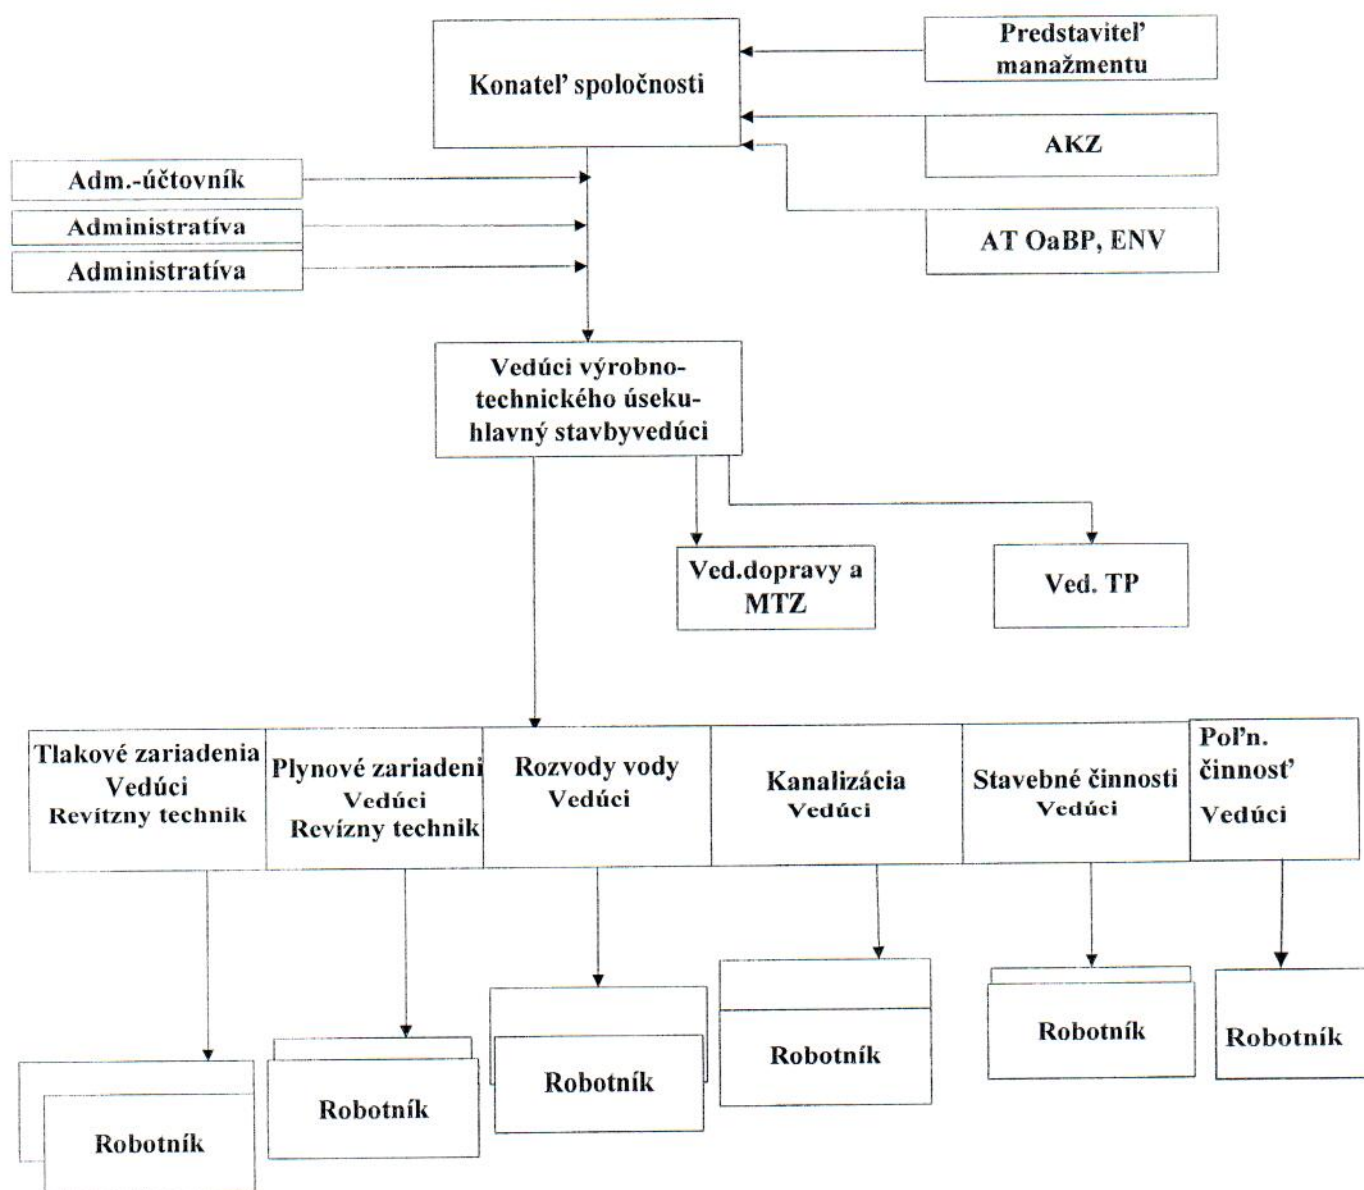 Konateľ spoločnosti
Predstaviteľ
manažmentu
AKZ
AT OaBP, ENV
Adm.-účtovník
Administratíva
Administratíva
Vedúci výrobno-
technického úseku-
hlavný stavbyvedúci
Ved.dopravy a
MTZ
Ved. TP
Tlakové zariadenia
Vedúci
Revítzny technik
Plynové zariadeni
Vedúci
Revízny technik
Rozvody vody
Vedúci
Kanalizácia
Vedúci
Stavebné činnosti
Vedúci
Poľn.
činnosť
Vedúci
Robotník
Robotník
Robotník
Robotník
Robotník
Robotník